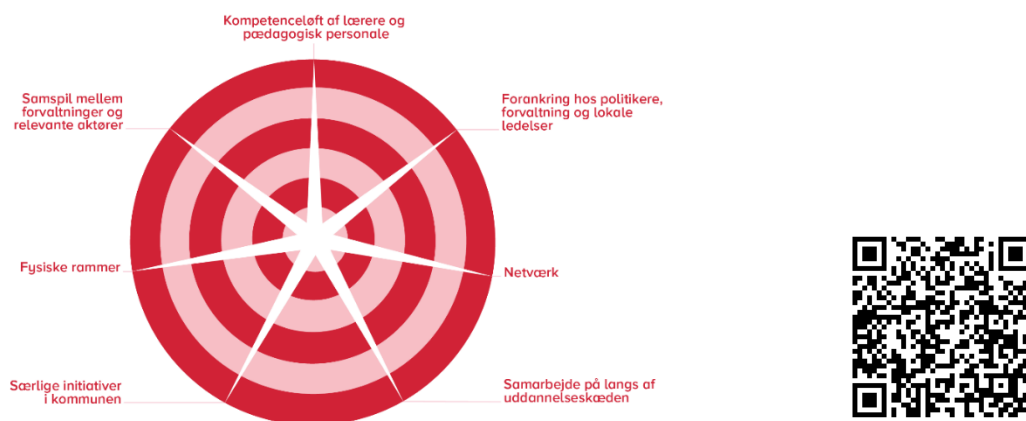 Kompetenceløft af lærere og
pædagogisk personale
Samspil mellem
forvaltninger og
relevante aktører
Forankring hos politikere,
forvaltning og lokale
ledelser
Fysiske rammer
Netværk
Særlige initiativer
i kommunen
Samarbejde på langs af
uddannelseskæden